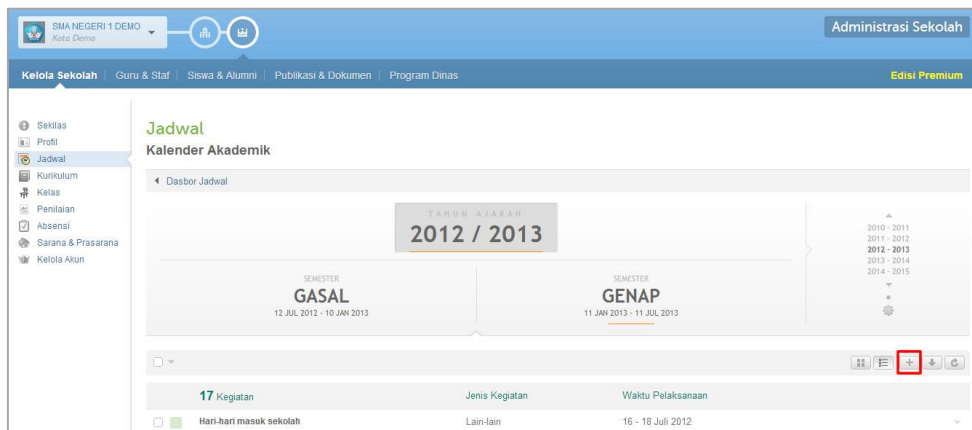 SMA NEGERI 1 DEMO
Kota Demo
Administrasi Sekolah
Kelola Sekolah | Guru & Staf | Siswa & Alumni | Publikasi & Dokumen | Program Dinas
Edisi Premium
Sekilas
Profil
Jadwal
Kurikulum
Kelas
Penilaian
Absensi
Sarana & Prasarana
Kelola Akun
Jadwal
Kalender Akademik
Dasbor Jadwal
TAHUN AJARAN
2012 / 2013
SEMESTER
GASAL
12 JUL 2012 - 10 JAN 2013
SEMESTER
GENAP
11 JAN 2013 - 11 JUL 2013
2010 - 2011
2011 - 2012
2012 - 2013
2013 - 2014
2014 - 2015
17 Kegiatan
Jenis Kegiatan
Waktu Pelaksanaan
Hari-hari masuk sekolah
Lain-lain
16 - 18 Juli 2012